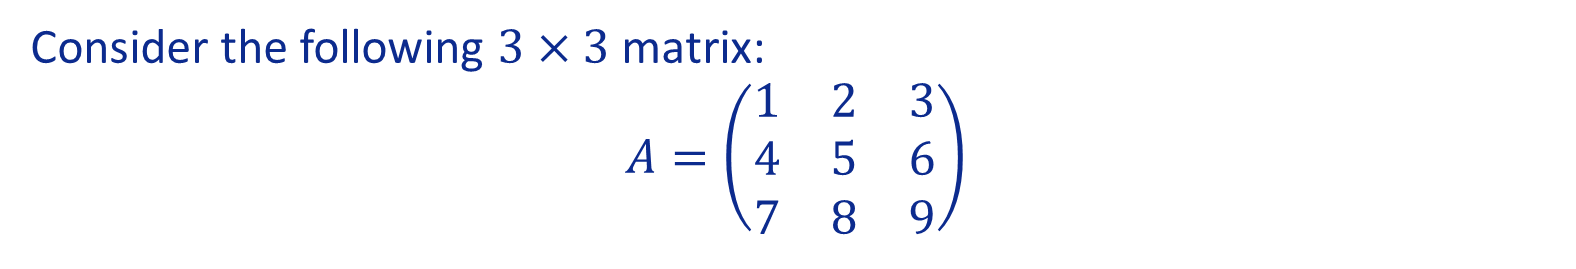 Consider the following 3 × 3 matrix:
1 2 3
A = 4 5 6
7 8 9